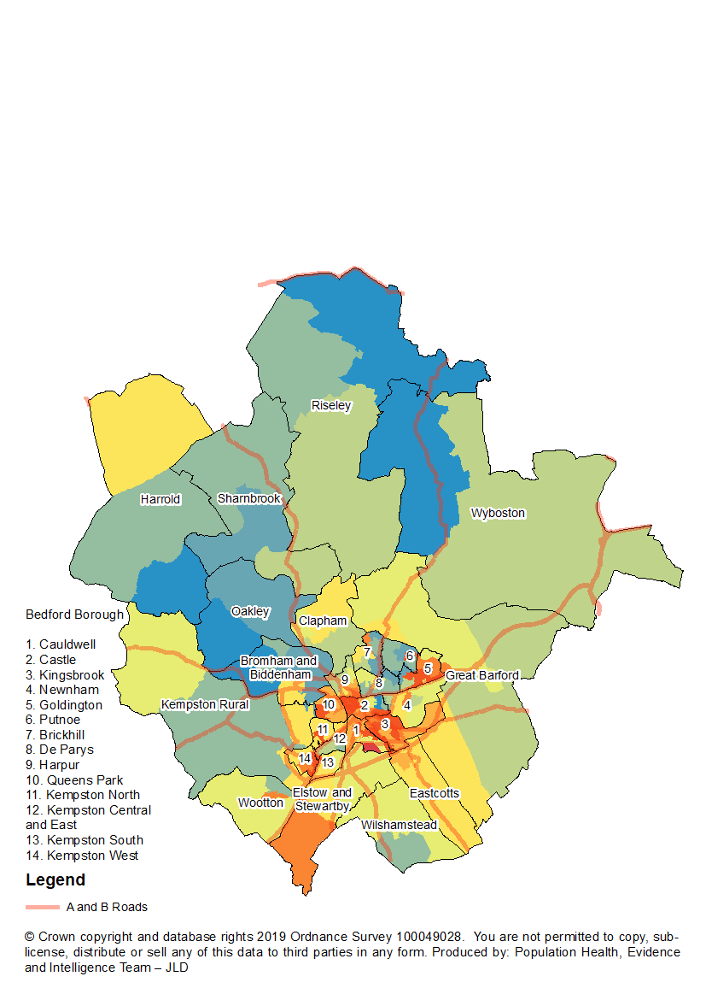 Riseley
Harrold
Sharnbrook
Wyboston
Oakley
Clapham
Bedford Borough
1. Cauldwell
2. Castle
3. Kingsbrook
4. Newnham
5. Goldington
6. Putnoe
7. Brickhill
8. De Parys
9. Harpur
10. Queens Park
11. Kempston North
12. Kempston Central
and East
13. Kempston South
14. Kempston West
Bromham and
Biddenham
7
6
5
Great Barford
9
8
Kempston Rural
10
2
4
11
1
3
12
14
13
Elstow and
Stewartby
Wootton
Eastcotts
Wilshamstead
Legend
A and B Roads
© Crown copyright and database rights 2019 Ordnance Survey 100049028.  You are not permitted to copy, sub-
license, distribute or sell any of this data to third parties in any form. Produced by: Population Health, Evidence
and Intelligence Team – JLD